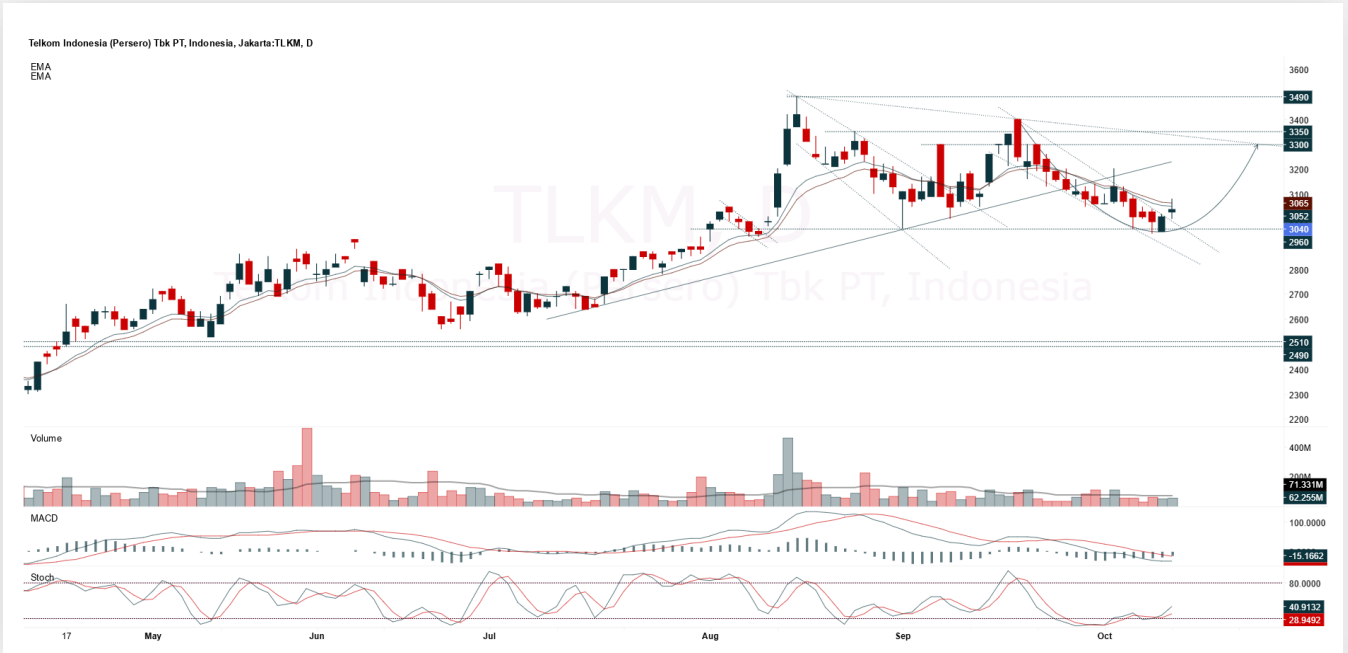 Telkom Indonesia (Persero) Tbk PT, Indonesia, Jakarta:TLKM, D
EMA
EMA
TLKM, D
Telkom Indonesia (Persero) Tbk PT, Indonesia
3600
3490
3400
3350
3300
3200
3100
3065
3052
3040
2960
2800
2700
2600
2510
2490
2400
2300
2200
Volume
400M
200M
71.331M
62.255M
MACD
100.0000
-15.1662
Stoch
80.0000
40.9132
28.9492
17 May Jun Jul Aug Sep Oct